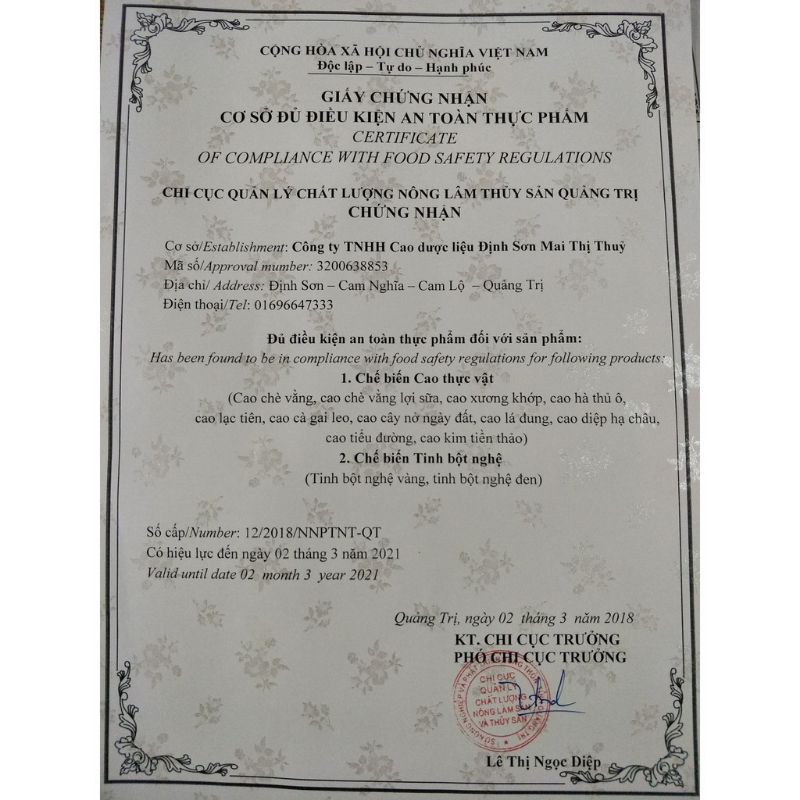 CỘNG HÒA XÃ HỘI CHỦ NGHĨA VIỆT NAM
Độc lập – Tự do – Hạnh phúc
GIẤY CHỨNG NHẬN
CƠ SỞ ĐỦ ĐIỀU KIỆN AN TOÀN THỰC PHẨM
CERTIFICATE
OF COMPLIANCE WITH FOOD SAFETY REGULATIONS
CHI CỤC QUẢN LÝ CHẤT LƯỢNG NÔNG LÂM THỦY SẢN QUẢNG TRỊ
CHỨNG NHẬN
Cơ sở/Establishment: Công ty TNHH Cao dược liệu Định Sơn Mai Thị Thuỷ
Mã số/Approval mumber: 3200638853
Địa chỉ/ Address: Định Sơn – Cam Nghĩa – Cam Lộ – Quảng Trị
Điện thoại/Tel: 01696647333
Đủ điều kiện an toàn thực phẩm đối với sản phẩm:
Has been found to be in compliance with food safety regulations for following products:
1. Chế biến Cao thực vật
(Cao chè vằng, cao chè vằng lợi sữa, cao xương khớp, cao hà thủ ô,
cao lạc tiên, cao cà gai leo, cao cây nở ngày đất, cao lá đung, cao diệp hạ châu,
cao tiểu đường, cao kim tiền thảo)
2. Chế biến Tinh bột nghệ
(Tinh bột nghệ vàng, tinh bột nghệ đen)
Số cấp/Number: 12/2018/NNPTNT-QT
Có hiệu lực đến ngày 02 tháng 3 năm 2021
Valid until date 02 month 3 year 2021
Quảng Trị, ngày 02 tháng 3 năm 2018
KT. CHI CỤC TRƯỞNG
PHÓ CHI CỤC TRƯỞNG
CHI CỤC
QUẢN LÝ
CHẤT LƯỢNG
NÔNG LÂM SẢN
VÀ THỦY SẢN
Lê Thị Ngọc Diệp